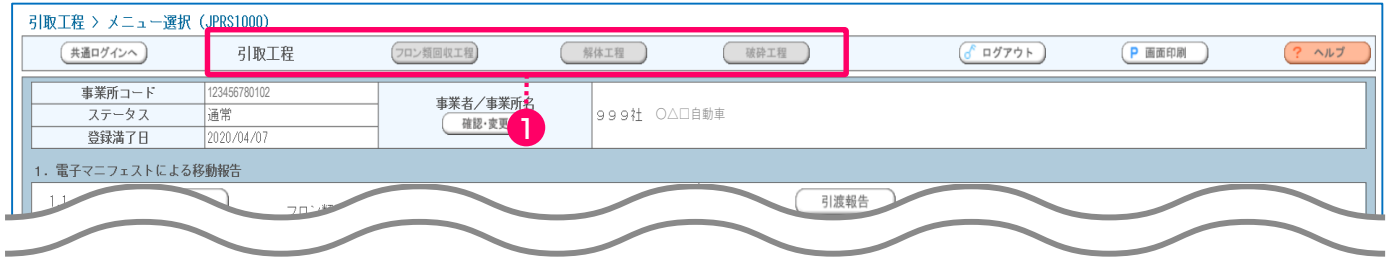 引取工程 > メニュー選択 (JPRS1000)
共通ログインへ 引取工程 フロン類回収工程 解体工程 破砕工程 ログアウト P 画面印刷 ? ヘルプ
事業所コード 123456780102
ステータス 通常
登録満了日 2020/04/07
事業者/事業所名
確認・変更
1
999社 〇△□自動車
1. 電子マニフェストによる移動報告
引渡報告